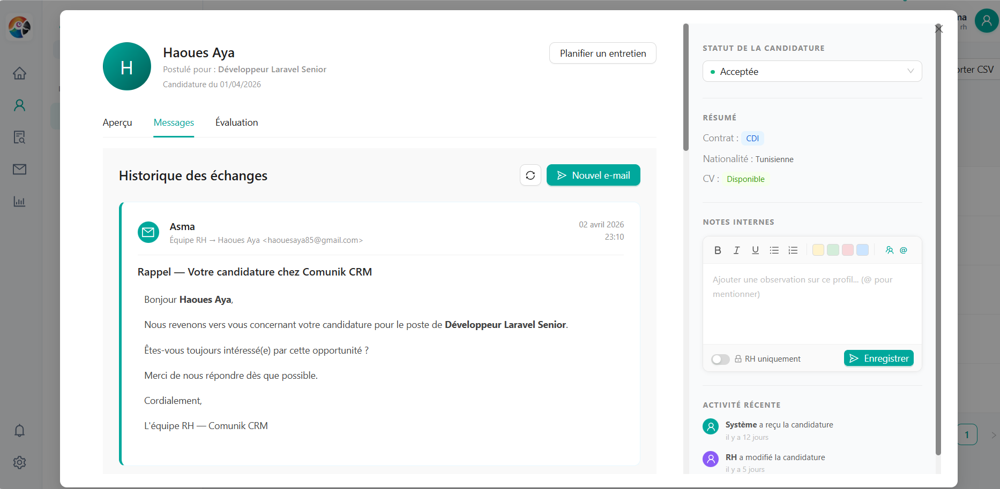 Haoues Aya
Postulé pour : Développeur Laravel Senior
Candidature du 01/04/2026
H
Planifier un entretien
Aperçu
Messages
Évaluation
Historique des échanges
Nouvel e-mail
Asma
Équipe RH → Haoues Aya <haouesaya85@gmail.com>
02 avril 2026
23:10
Rappel — Votre candidature chez Comunik CRM
Bonjour Haoues Aya,
Nous revenons vers vous concernant votre candidature pour le poste de Développeur Laravel Senior.
Êtes-vous toujours intéressé(e) par cette opportunité ?
Merci de nous répondre dès que possible.
Cordialement,
L'équipe RH — Comunik CRM
STATUT DE LA CANDIDATURE
Acceptée
RÉSUMÉ
Contrat : CDI
Nationalité : Tunisienne
CV : Disponible
NOTES INTERNES
B I U @
Ajouter une observation sur ce profil... (@ pour
mentionner)
RH uniquement
Enregistrer
ACTIVITÉ RÉCENTE
Système a reçu la candidature
il y a 12 jours
RH a modifié la candidature
il y a 5 jours
rh
CSV
1